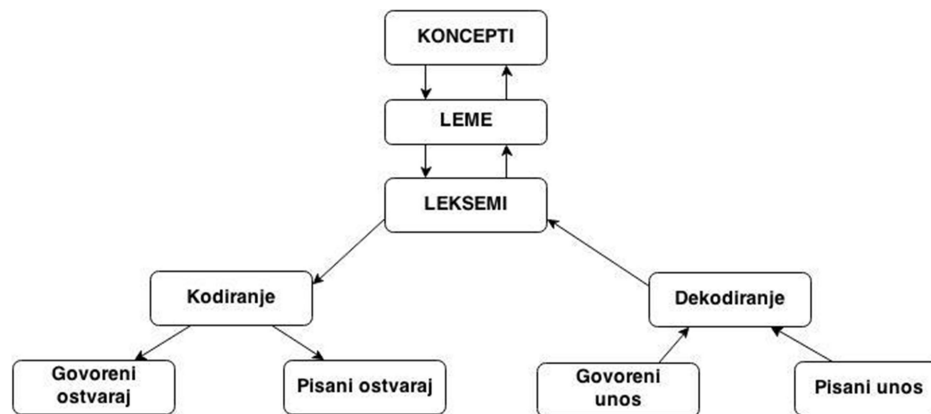 KONCEPTI
LEME
LEKSEMI
Kodiranje
Dekodiranje
Govoreni
ostvaraj
Pisani ostvaraj
Govoreni
unos
Pisani unos